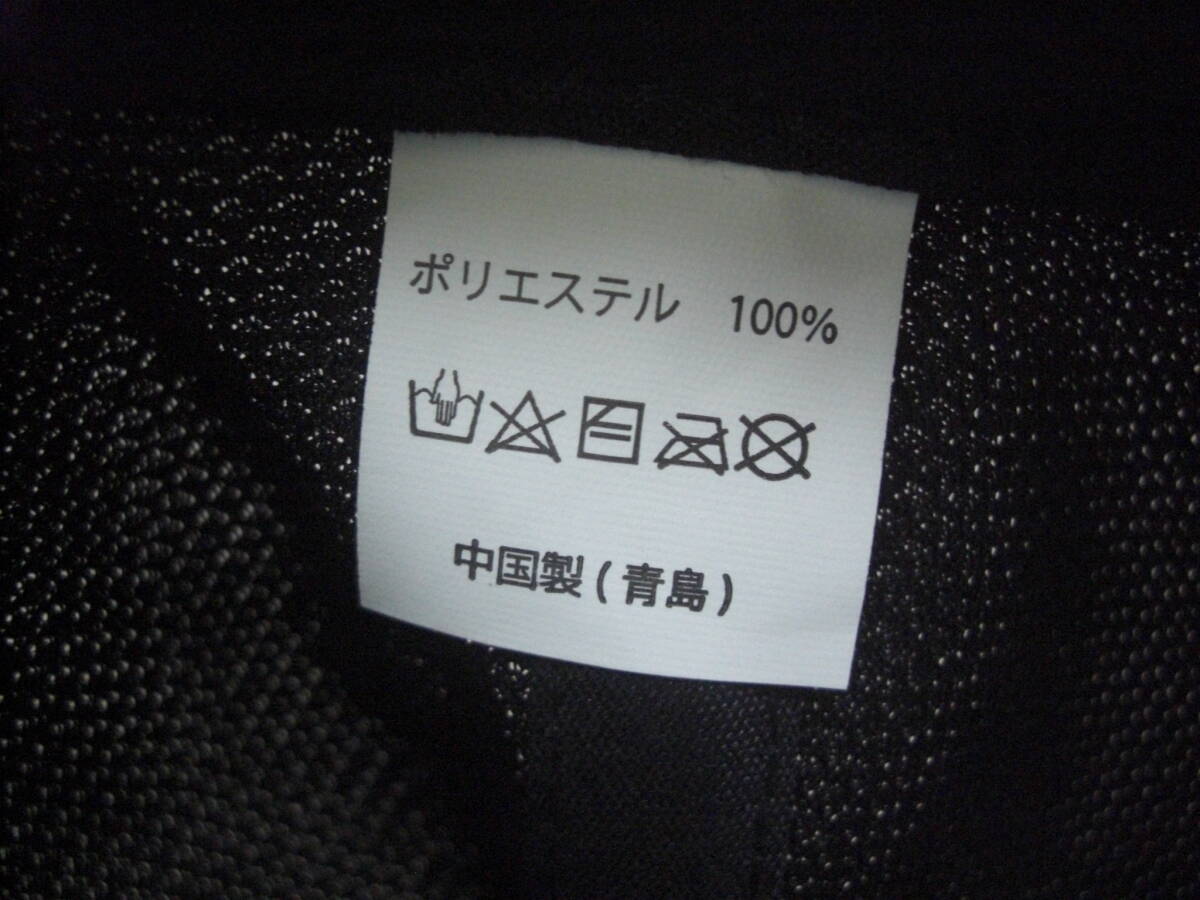 ポリエステル　100%
中国製 ( 青島 )